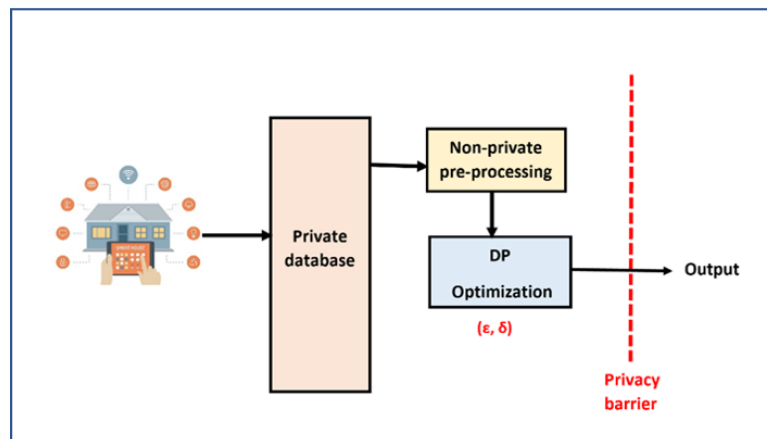 Private
database
Non-private
pre-processing
DP
Optimization
(ε, δ)
Output
Privacy
barrier